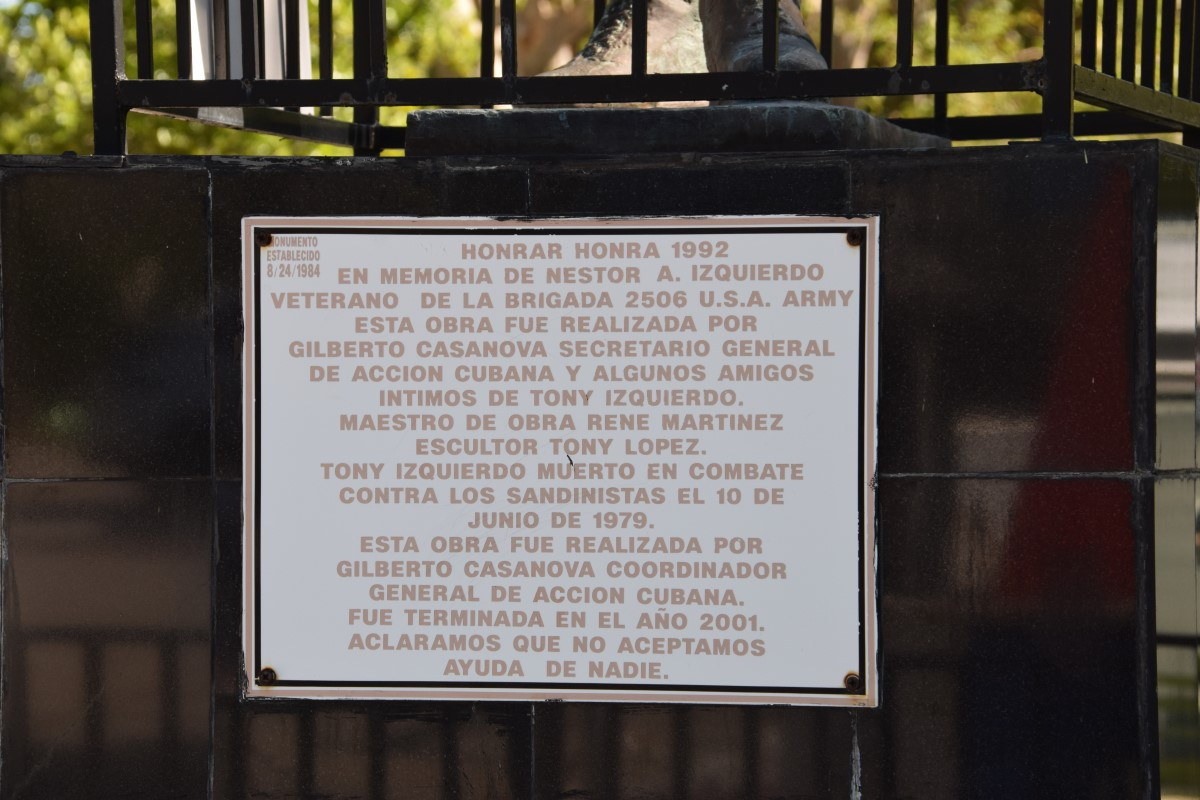 MONUMENTO
ESTABLECIDO
8/24/1984
HONRAR HONRA 1992
EN MEMORIA DE NESTOR A. IZQUIERDO
VETERANO DE LA BRIGADA 2506 U.S.A. ARMY
ESTA OBRA FUE REALIZADA POR
GILBERTO CASANOVA SECRETARIO GENERAL
DE ACCION CUBANA Y ALGUNOS AMIGOS
INTIMOS DE TONY IZQUIERDO.
MAESTRO DE OBRA RENE MARTINEZ
ESCULTOR TONY LOPEZ.
TONY IZQUIERDO MUERTO EN COMBATE
CONTRA LOS SANDINISTAS EL 10 DE
JUNIO DE 1979.
ESTA OBRA FUE REALIZADA POR
GILBERTO CASANOVA COORDINADOR
GENERAL DE ACCION CUBANA.
FUE TERMINADA EN EL AÑO 2001.
ACLARAMOS QUE NO ACEPTAMOS
AYUDA DE NADIE.